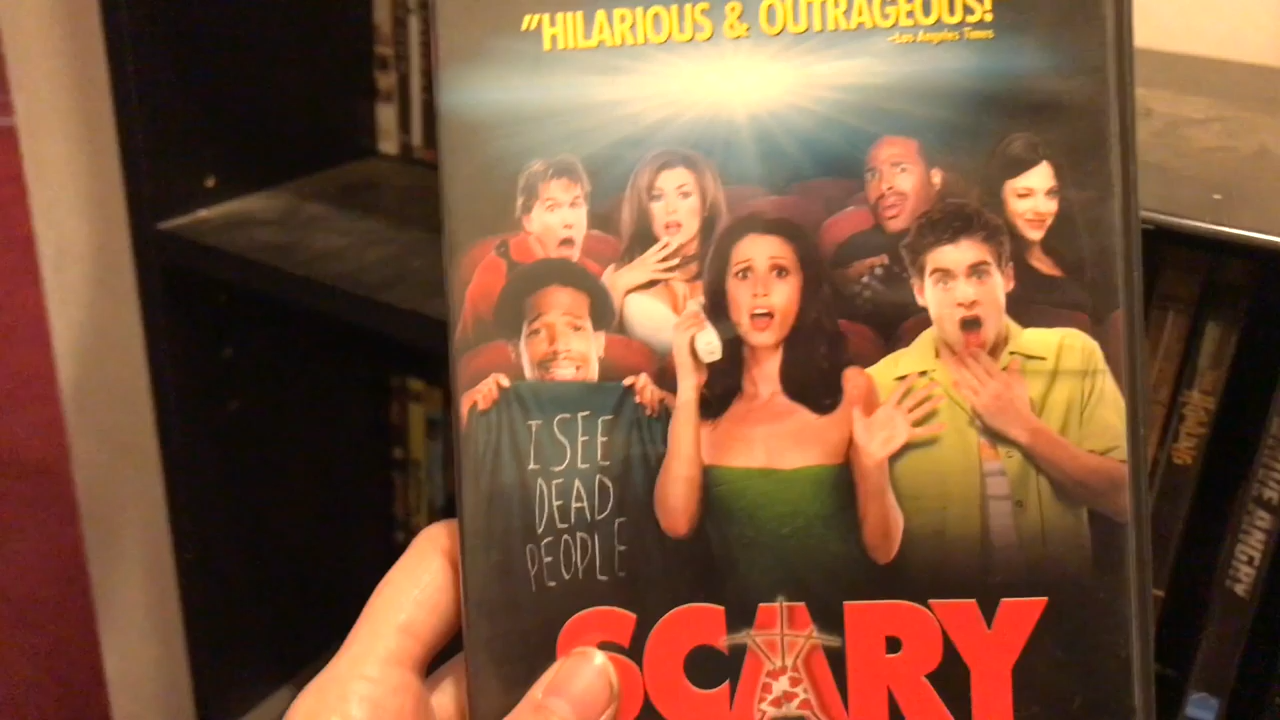 "HILARIOUS & OUTRAGEOUS!
–Los Angeles Times
I SEE
DEAD
PEOPLE
SCARY